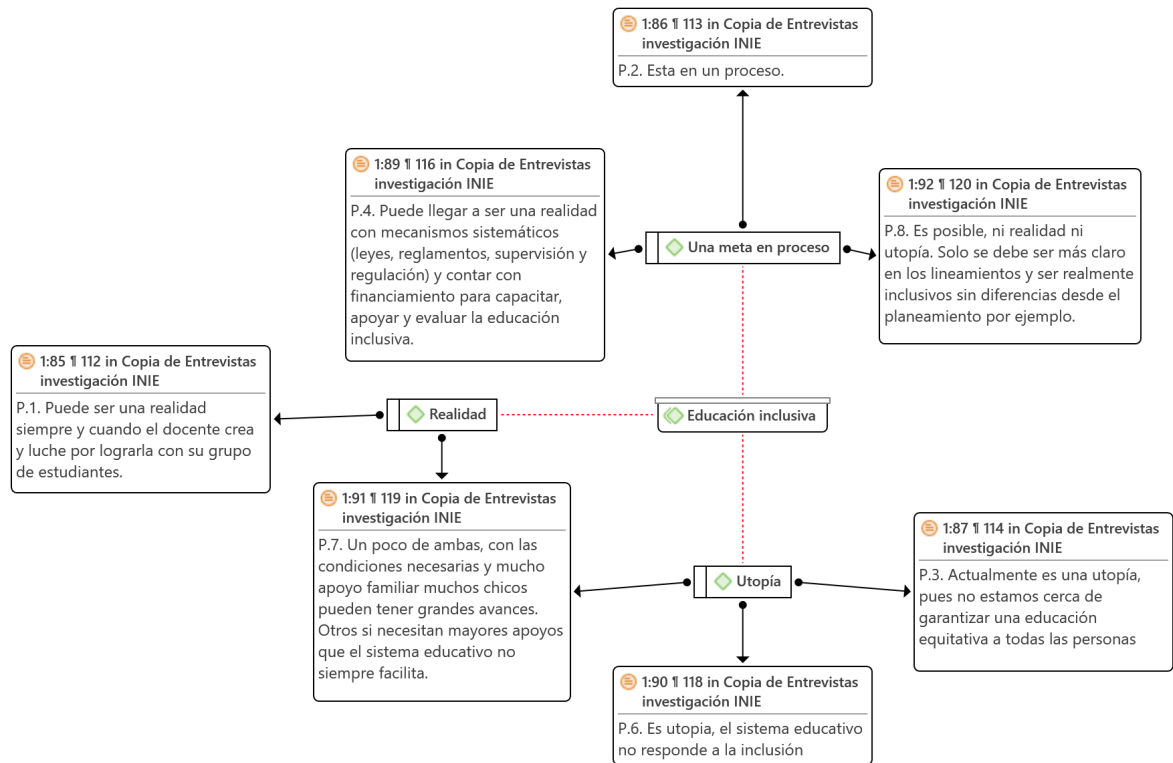 1:86 ¶ 113 in Copia de Entrevistas
investigación INIE
P.2. Esta en un proceso.
1:89 ¶ 116 in Copia de Entrevistas
investigación INIE
P.4. Puede llegar a ser una realidad
con mecanismos sistemáticos
(leyes, reglamentos, supervisión y
regulación) y contar con
financiamiento para capacitar,
apoyar y evaluar la educación
inclusiva.
1:92 ¶ 120 in Copia de Entrevistas
investigación INIE
P.8. Es posible, ni realidad ni
utopía. Solo se debe ser más claro
en los lineamientos y ser realmente
inclusivos sin diferencias desde el
planeamiento por ejemplo.
Una meta en proceso
1:85 ¶ 112 in Copia de Entrevistas
investigación INIE
P.1. Puede ser una realidad
siempre y cuando el docente crea
y luche por lograrla con su grupo
de estudiantes.
Realidad
Educación inclusiva
1:91 ¶ 119 in Copia de Entrevistas
investigación INIE
P.7. Un poco de ambas, con las
condiciones necesarias y mucho
apoyo familiar muchos chicos
pueden tener grandes avances.
Otros si necesitan mayores apoyos
que el sistema educativo no
siempre facilita.
Utopía
1:87 ¶ 114 in Copia de Entrevistas
investigación INIE
P.3. Actualmente es una utopía,
pues no estamos cerca de
garantizar una educación
equitativa a todas las personas
1:90 ¶ 118 in Copia de Entrevistas
investigación INIE
P.6. Es utopia, el sistema educativo
no responde a la inclusión